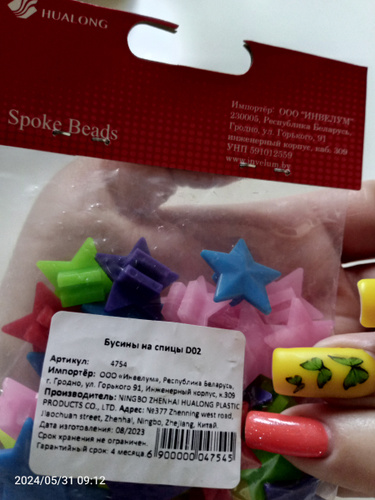 HUALONG
Spoke Beads
Импортёр: ООО "ИНВЕЛУМ"
230005, Республика Беларусь,
Гродно, ул. Горького, 91
инженерный корпус, каб. 309
УНП 591012559
www.invelum.by
Бусины на спицы D02
Артикул: 4754
Импортёр: ООО «Инвелум», Республика Беларусь,
г. Гродно, ул. Горького 91, Инженерный корпус, к.309
Производитель: NINGBO ZHENHAI HUALONG PLASTIC
PRODUCTS CO., LTD. Адрес: №377 Zhenning west road,
Jiaochuan street, Zhenhai, Ningbo, Zhejiang, Китай.
Дата изготовления: 08/2023
Срок хранения не ограничен.
Гарантийный срок: 4 месяца
6 900000 047545
2024/05/31 09:12